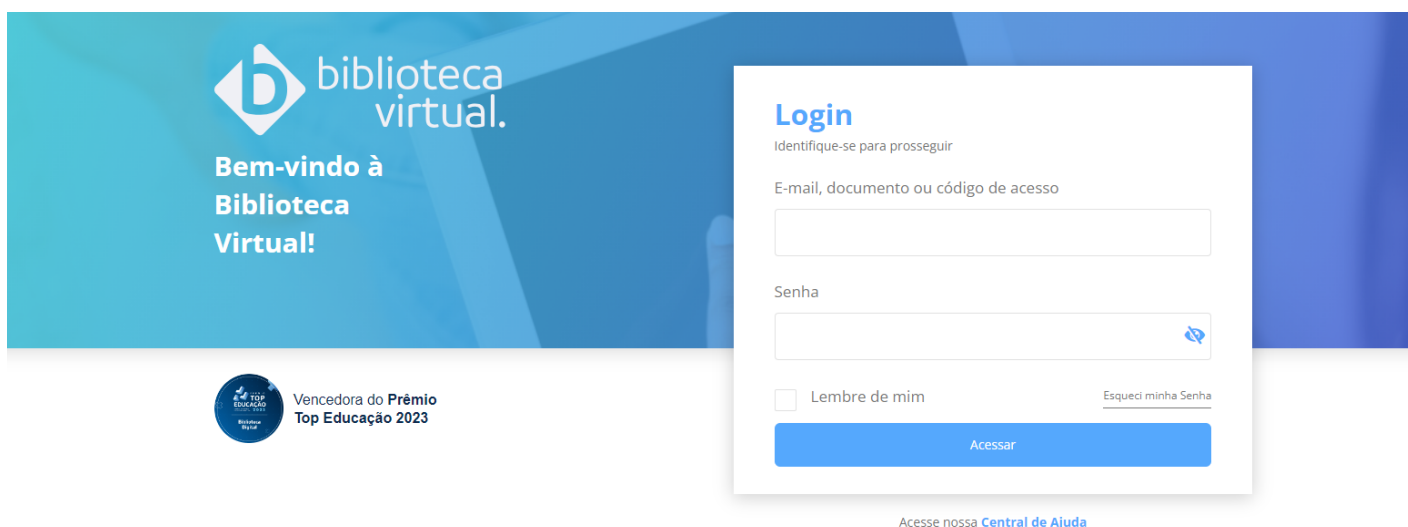 biblioteca
virtual.
Bem-vindo à
Biblioteca
Virtual!
Login
Identifique-se para prosseguir
E-mail, documento ou código de acesso
Senha
Lembre de mim
Esqueci minha Senha
Acessar
TOP
EDUCAÇÃO
Biblioteca
Digital
Vencedora do Prêmio
Top Educação 2023
Acesse nossa Central de Ajuda